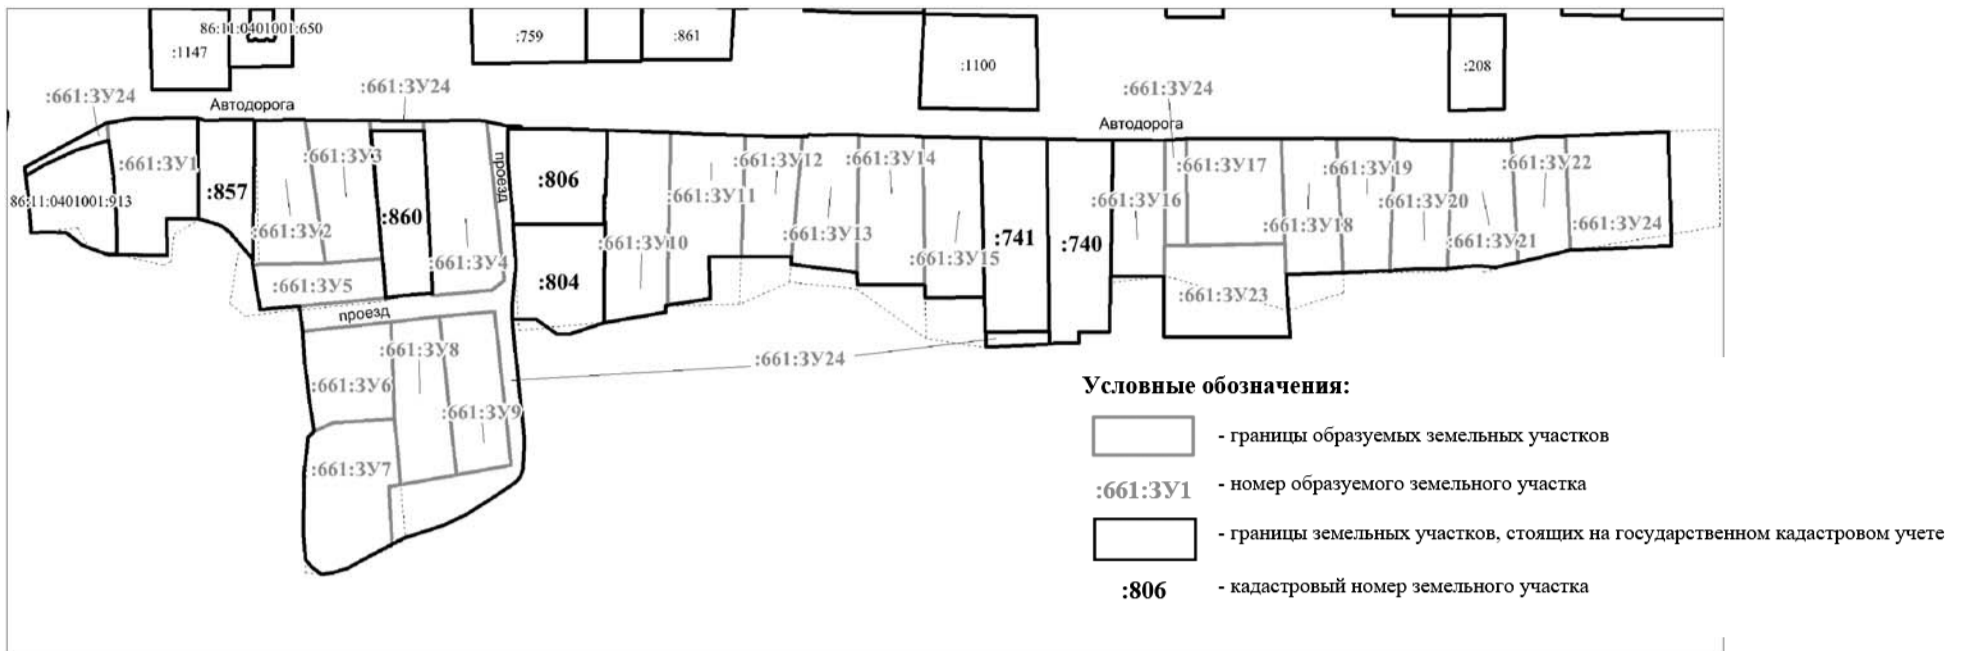 86:11:0401001:650
:1147
:759
:861
:1100
:208
:661:ЗУ24
Автодорога
:661:ЗУ24
:661:ЗУ24
Автодорога
86:11:0401001:913
:661:ЗУ1
:857
:661:ЗУ2
:661:ЗУ3
:860
:661:ЗУ4
проезд
:661:ЗУ5
проезд
:661:ЗУ6
:661:ЗУ7
:661:ЗУ8
:661:ЗУ9
:806
:804
:661:ЗУ10
:661:ЗУ11
:661:ЗУ12
:661:ЗУ13
:661:ЗУ14
:661:ЗУ15
:741
:740
:661:ЗУ16
:661:ЗУ17
:661:ЗУ18
:661:ЗУ19
:661:ЗУ20
:661:ЗУ21
:661:ЗУ22
:661:ЗУ24
:661:ЗУ23
:661:ЗУ24
Условные обозначения:
- границы образуемых земельных участков
:661:ЗУ1 - номер образуемого земельного участка
- границы земельных участков, стоящих на государственном кадастровом учете
:806 - кадастровый номер земельного участка